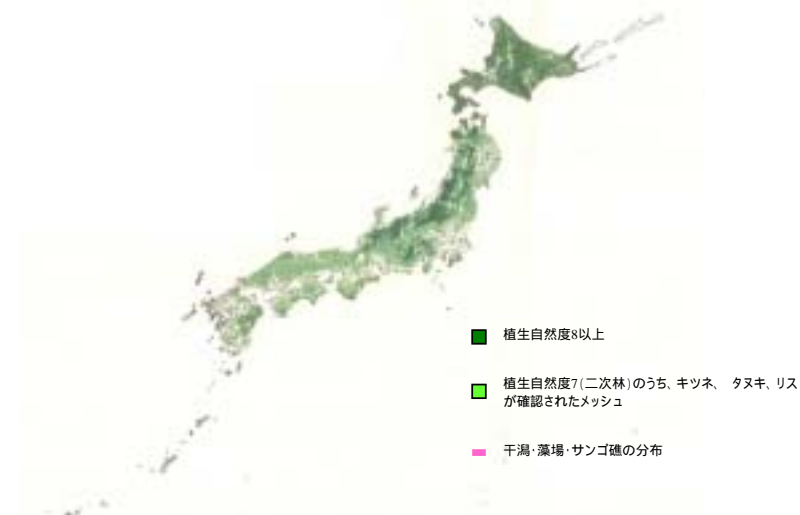 植生自然度8以上
植生自然度7(二次林)のうち、キツネ、 タヌキ、リス
が確認されたメッシュ
干潟・藻場・サンゴ礁の分布